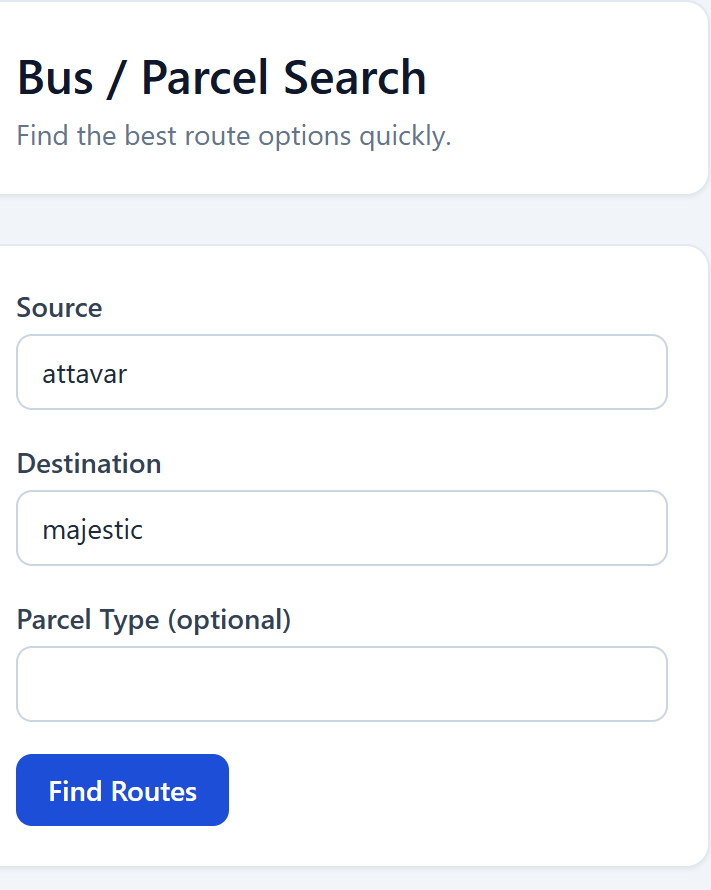 Bus / Parcel Search
Find the best route options quickly.
Source
attavar
Destination
majestic
Parcel Type (optional)
Find Routes